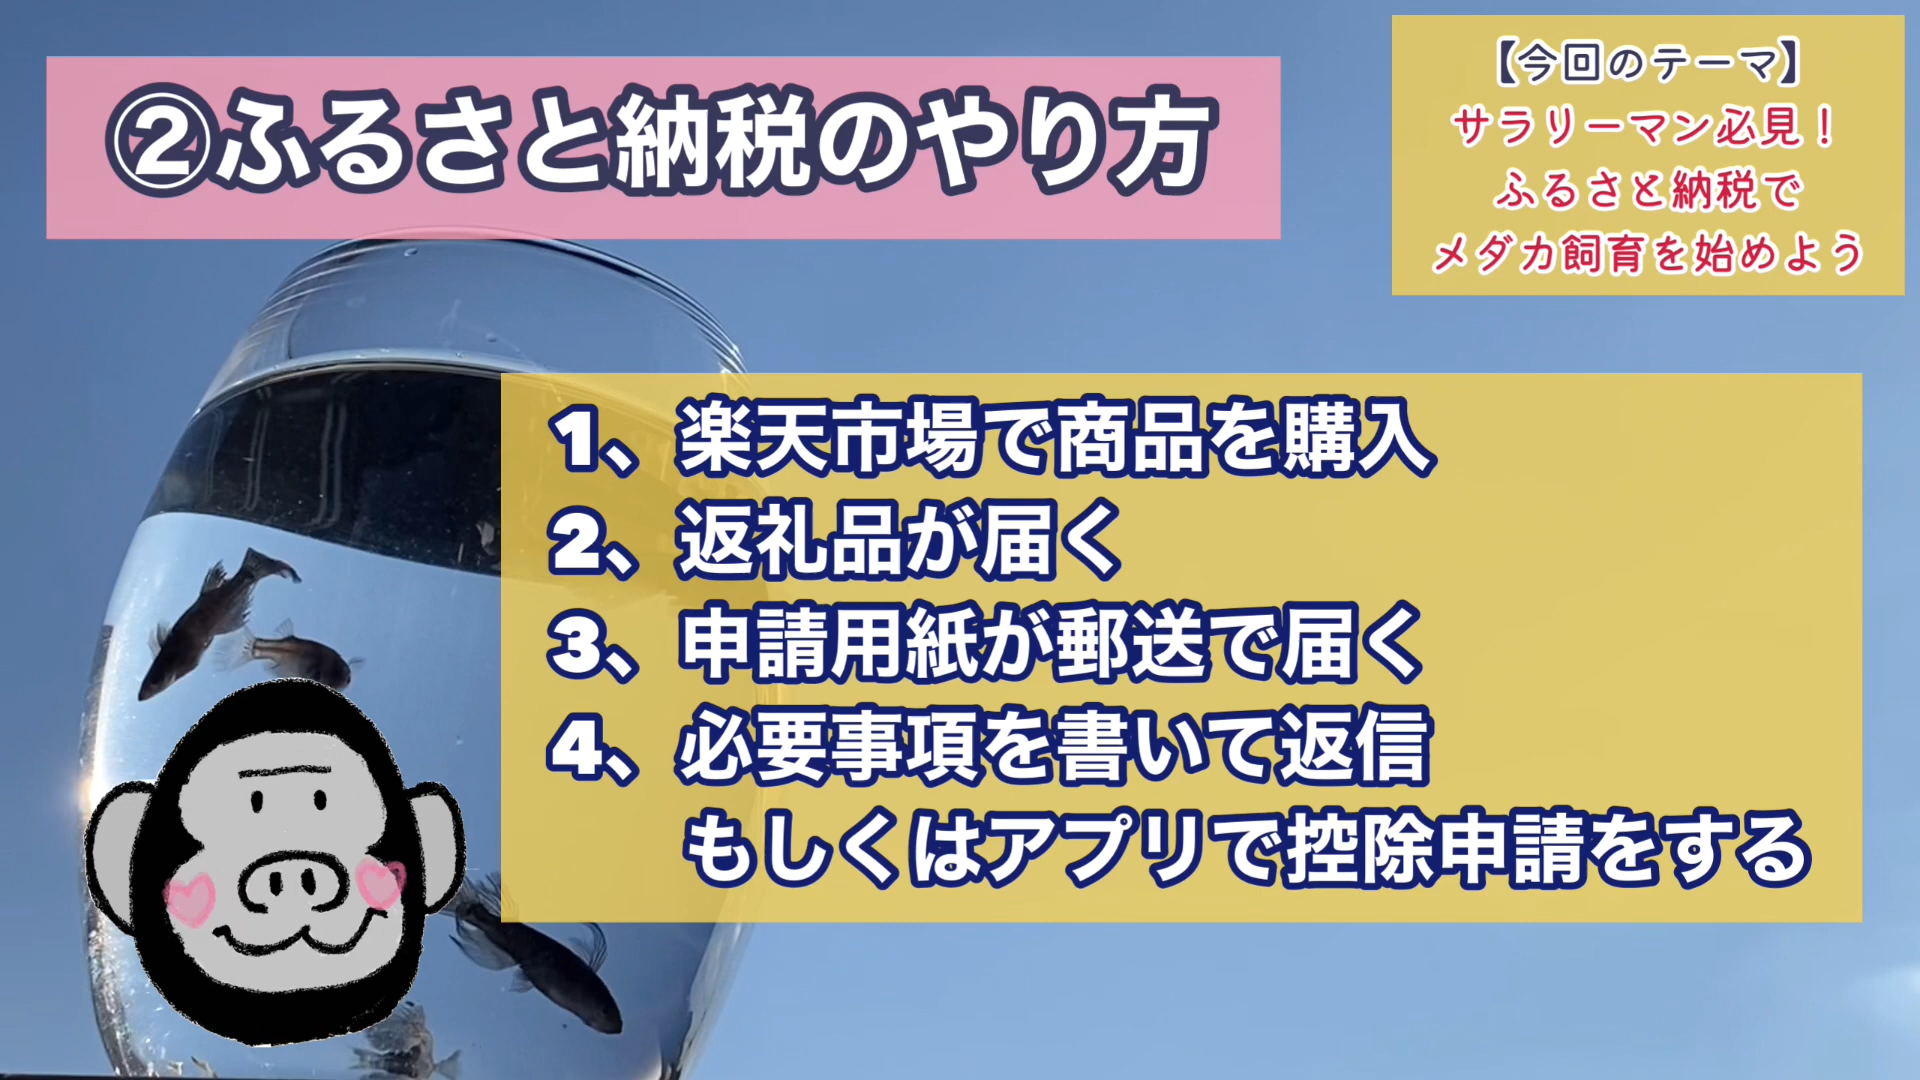 ②ふるさと納税のやり方
【今回のテーマ】
サラリーマン必見！
ふるさと納税で
メダカ飼育を始めよう
1、楽天市場で商品を購入
2、返礼品が届く
3、申請用紙が郵送で届く
4、必要事項を書いて返信
もしくはアプリで控除申請をする